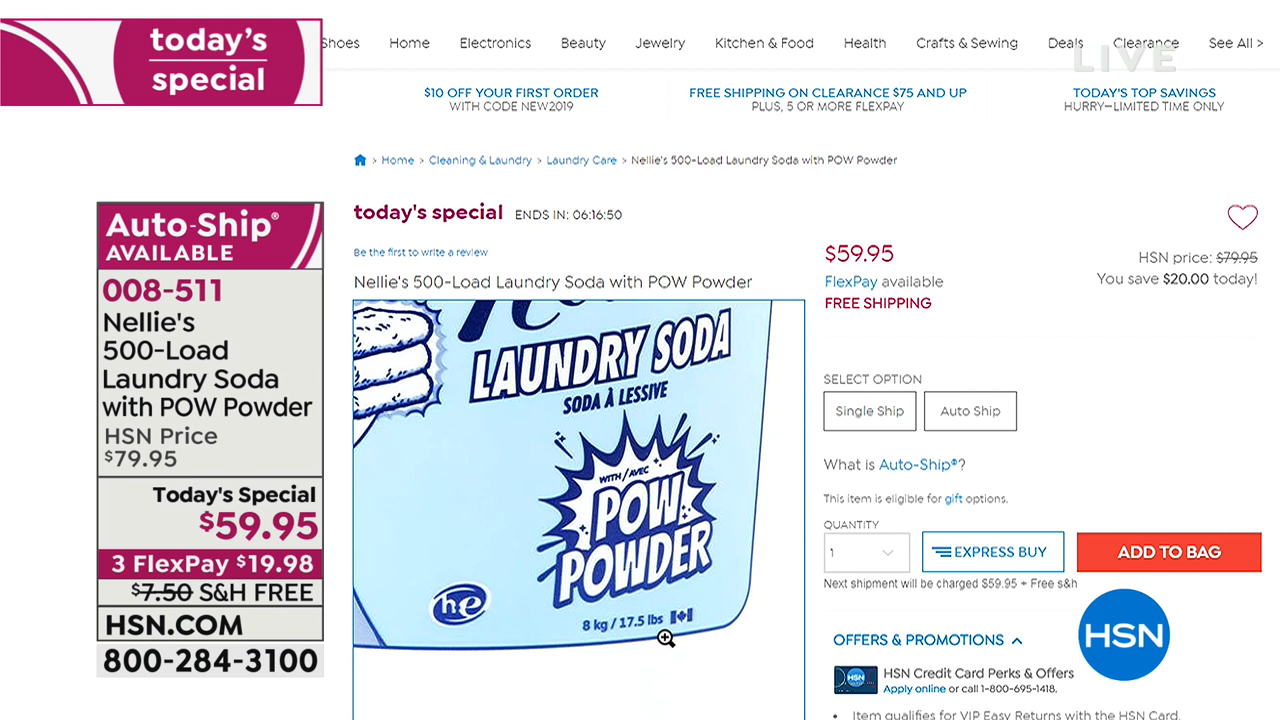 today's
special
Shoes Home Electronics Beauty Jewelry Kitchen & Food Health Crafts & Sewing Deals Clearance See All >
LIVE
$10 OFF YOUR FIRST ORDER
WITH CODE NEW2019
FREE SHIPPING ON CLEARANCE $75 AND UP
PLUS, 5 OR MORE FLEXPAY
TODAY'S TOP SAVINGS
HURRY—LIMITED TIME ONLY
> Home > Cleaning & Laundry > Laundry Care > Nellie's 500-Load Laundry Soda with POW Powder
Auto-Ship®
AVAILABLE
008-511
Nellie's
500-Load
Laundry Soda
with POW Powder
HSN Price
$79.95
Today's Special
$59.95
3 FlexPay $19.98
$7.50 S&H FREE
HSN.COM
800-284-3100
today's special ENDS IN: 06:16:50
Be the first to write a review
Nellie's 500-Load Laundry Soda with POW Powder
LAUNDRY SODA
SODA À LESSIVE
WITH / AVEC
POW
POWDER
he
8 kg / 17.5 lbs
$59.95
FlexPay available
FREE SHIPPING
HSN price: $79.95
You save $20.00 today!
SELECT OPTION
Single Ship Auto Ship
What is Auto-Ship®?
This item is eligible for gift options.
QUANTITY
1
EXPRESS BUY
ADD TO BAG
Next shipment will be charged $59.95 + Free s&h
OFFERS & PROMOTIONS
HSN
HSN
HSN Credit Card Perks & Offers
Apply online or call 1-800-695-1418.
• Item qualifies for VIP Easy Returns with the HSN Card.